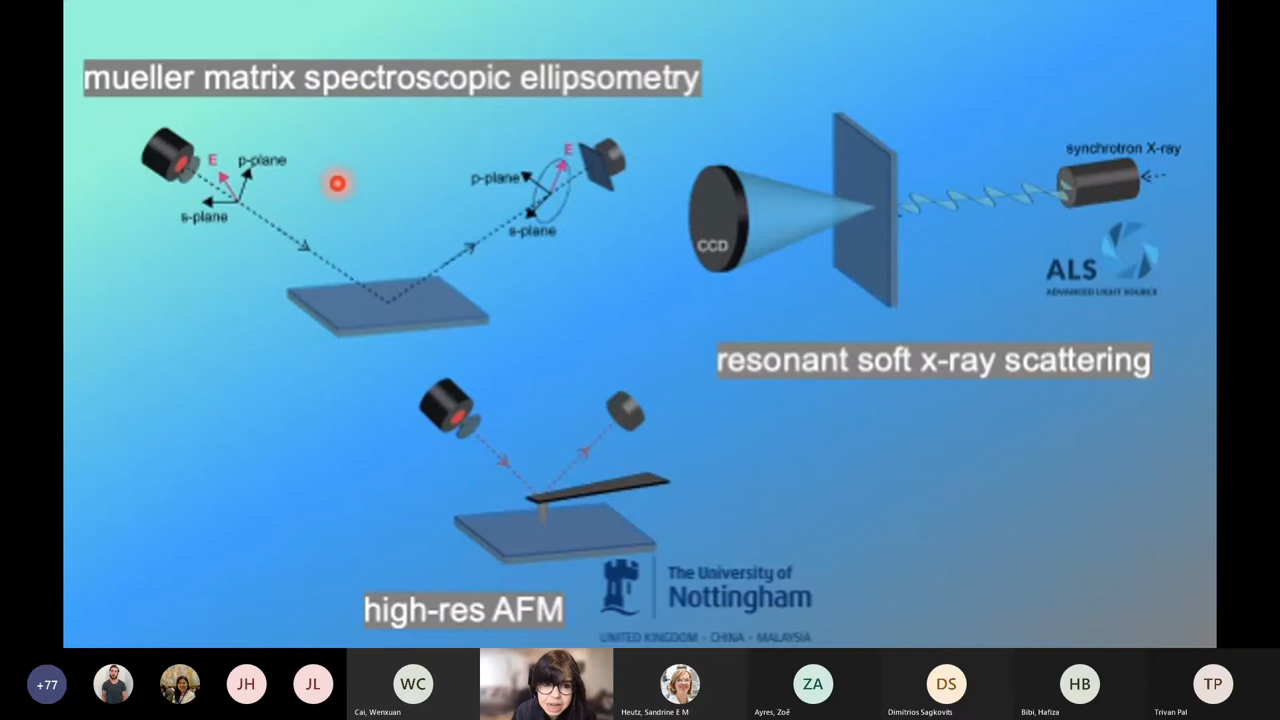 mueller matrix spectroscopic ellipsometry
E
p-plane
s-plane
E
p-plane
s-plane
CCD
synchrotron X-ray
ALS
ADVANCED LIGHT SOURCE
resonant soft x-ray scattering
high-res AFM
The University of
Nottingham
UNITED KINGDOM · CHINA · MALAYSIA
+77
JH
JL
WC
Cai, Wenxuan
Heutz, Sandrine E M
ZA
Ayres, Zoë
DS
Dimitrios Sagkovits
HB
Bibi, Hafiza
TP
Trivan Pal